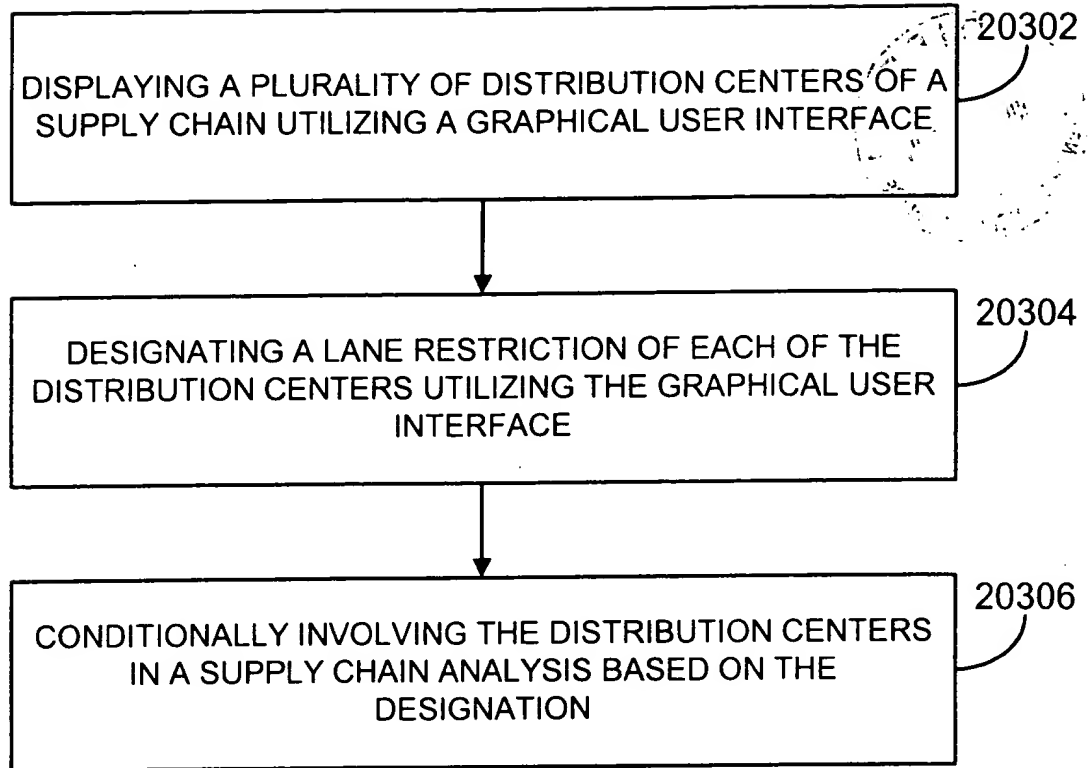 20302
DISPLAYING A PLURALITY OF DISTRIBUTION CENTERS OF A
SUPPLY CHAIN UTILIZING A GRAPHICAL USER INTERFACE
20304
DESIGNATING A LANE RESTRICTION OF EACH OF THE
DISTRIBUTION CENTERS UTILIZING THE GRAPHICAL USER
INTERFACE
20306
CONDITIONALLY INVOLVING THE DISTRIBUTION CENTERS
IN A SUPPLY CHAIN ANALYSIS BASED ON THE
DESIGNATION